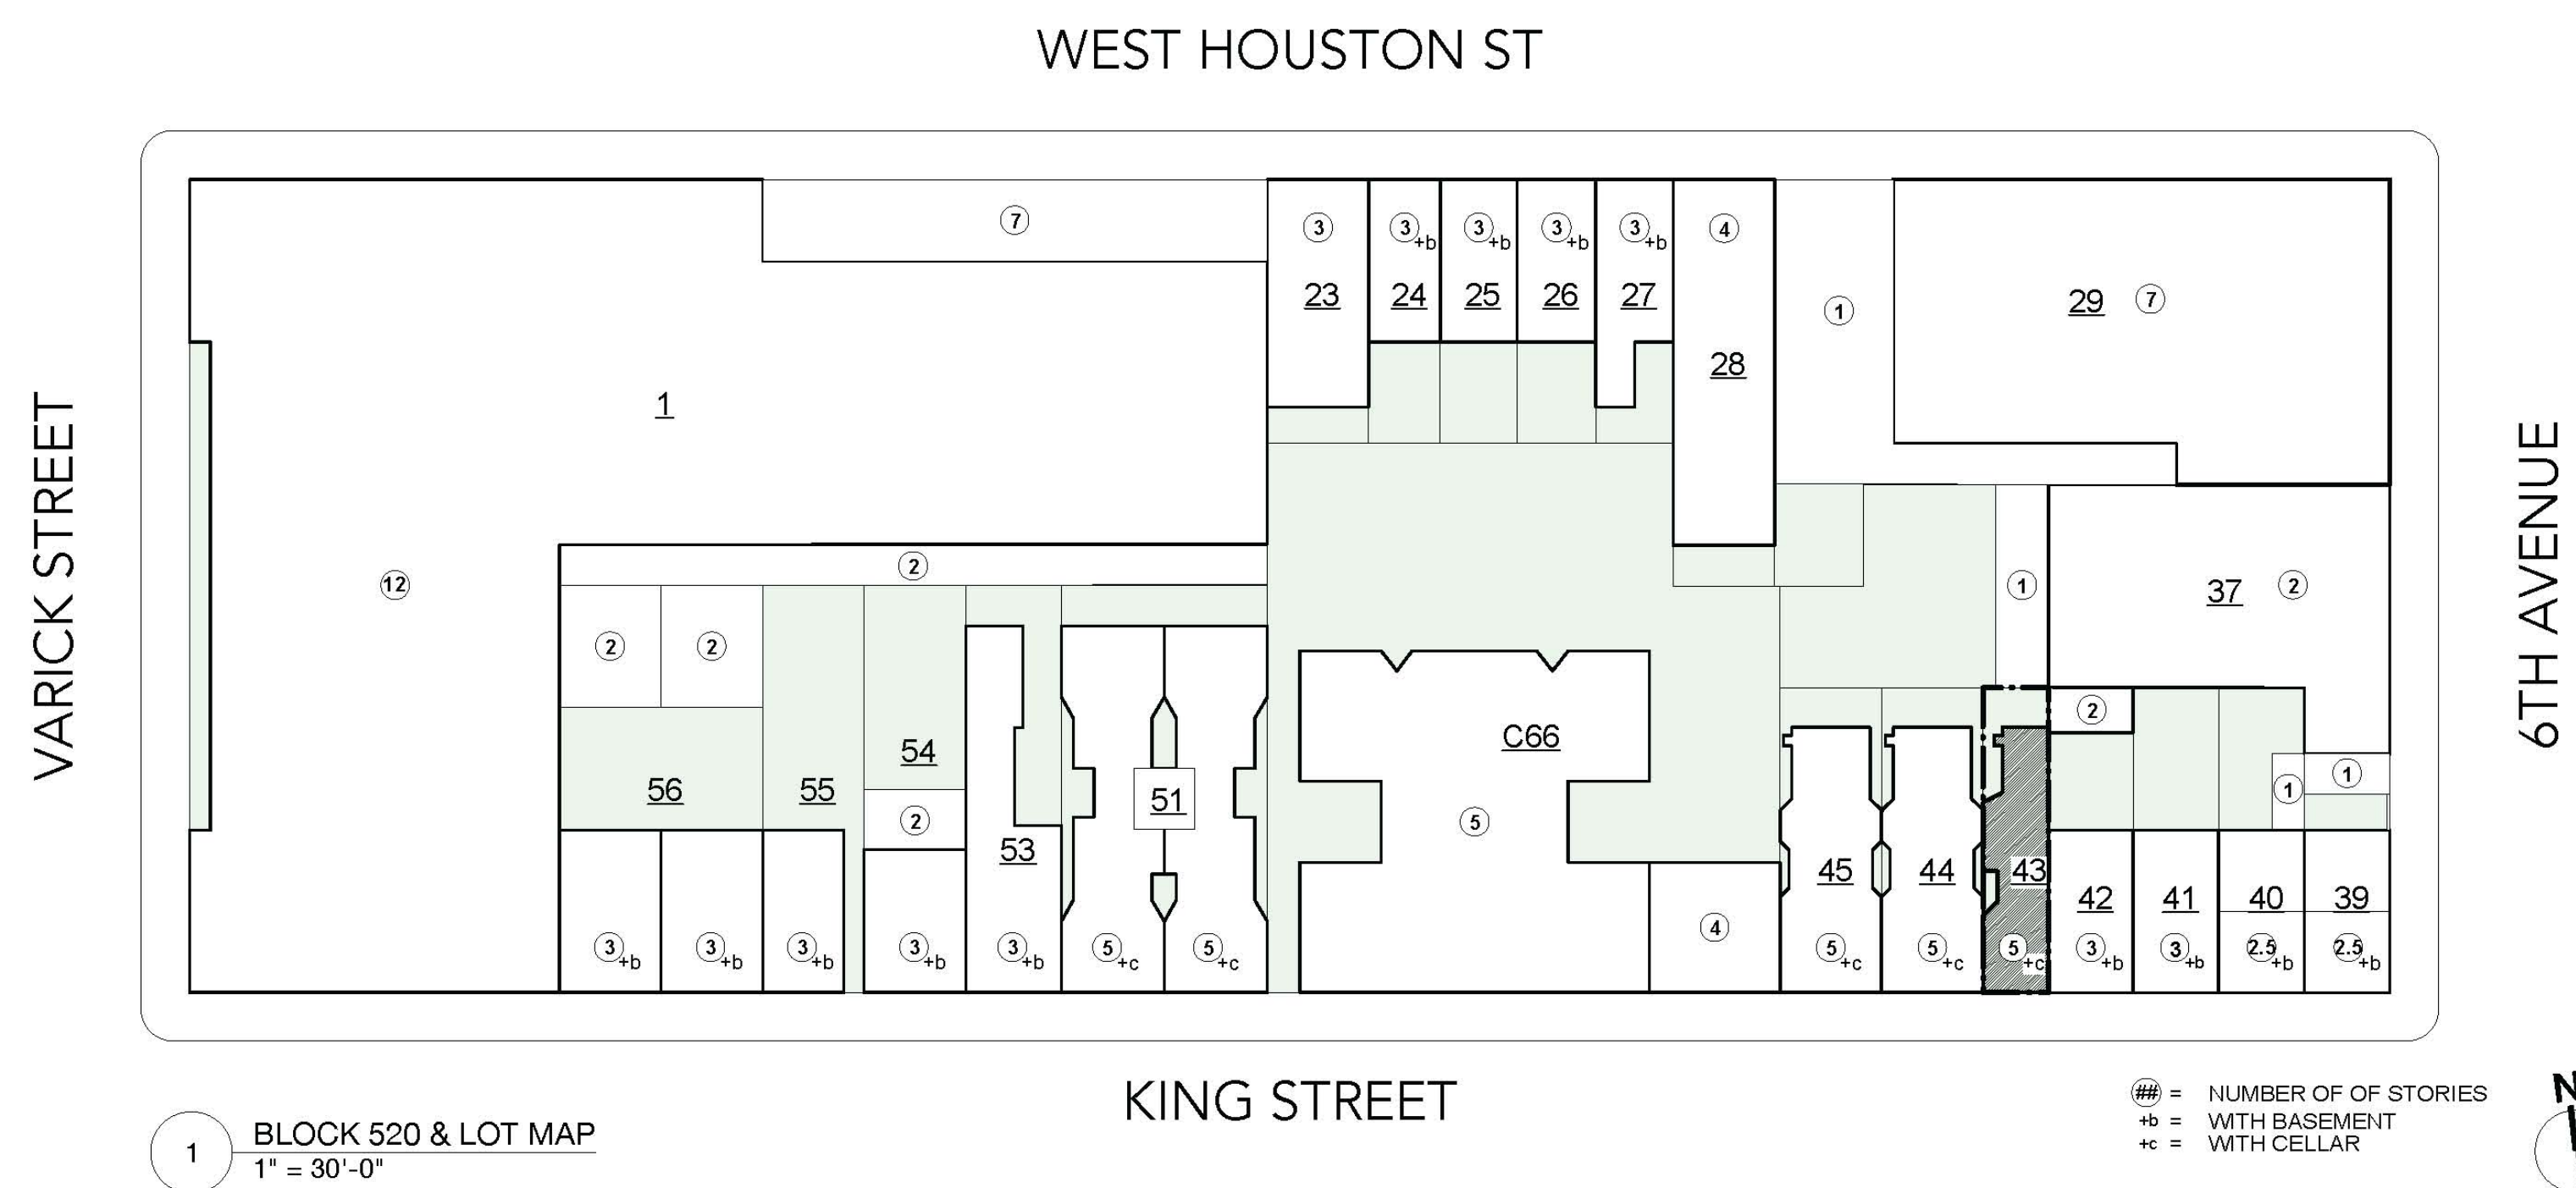 WEST HOUSTON ST
7
3
3 +b
3 +b
3 +b
3 +b
4
1
29 7
23
24
25
26
27
28
1
VARICK STREET
6TH AVENUE
12
2
1
37 2
2
2
2
C66
54
56
55
51
1
1
2
5
53
45
44
43
42
41
40
39
4
3 +b
3 +b
3 +b
3 +b
3 +b
5 +c
5 +c
5 +c
5 +c
5 +c
3 +b
3 +b
2.5 +b
2.5 +b
KING STREET
## = NUMBER OF OF STORIES
+b = WITH BASEMENT
+c = WITH CELLAR
N
1
BLOCK 520 & LOT MAP
1" = 30'-0"